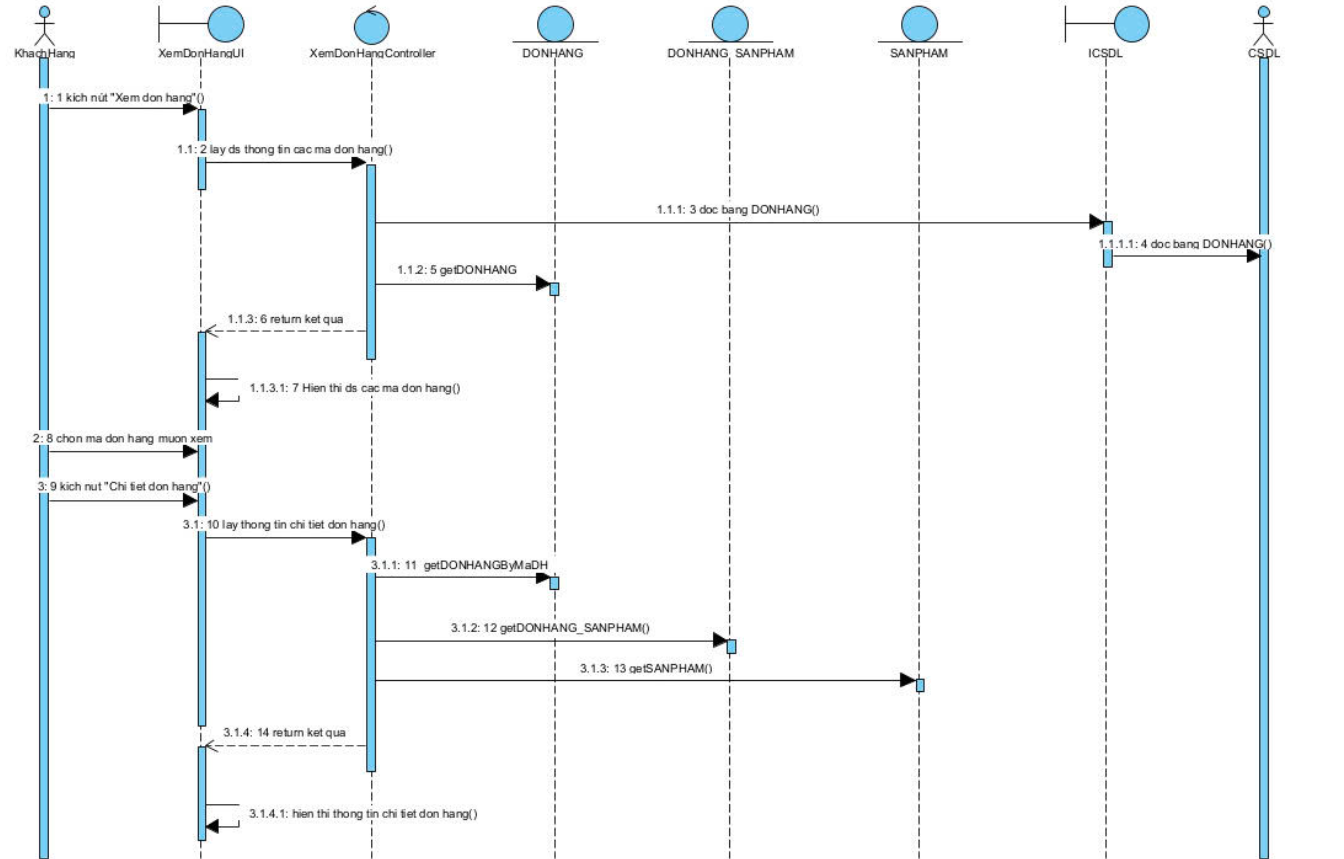 KhachHang
XemDonHangUI
XemDonHangController
DONHANG
DONHANG_SANPHAM
SANPHAM
ICSDL
CSDL
1: 1 kich nút "Xem don hang"()
1.1: 2 lay ds thong tin cac ma don hang()
1.1.1: 3 doc bang DONHANG()
1.1.1.1: 4 doc bang DONHANG()
1.1.2: 5 getDONHANG
1.1.3: 6 return ket qua
1.1.3.1: 7 Hien thi ds cac ma don hang()
2: 8 chon ma don hang muon xem
3: 9 kich nut "Chi tiet don hang"()
3.1: 10 lay thong tin chi tiet don hang()
3.1.1: 11 getDONHANGByMaDH
3.1.2: 12 getDONHANG_SANPHAM()
3.1.3: 13 getSANPHAM()
3.1.4: 14 return ket qua
3.1.4.1: hien thi thong tin chi tiet don hang()